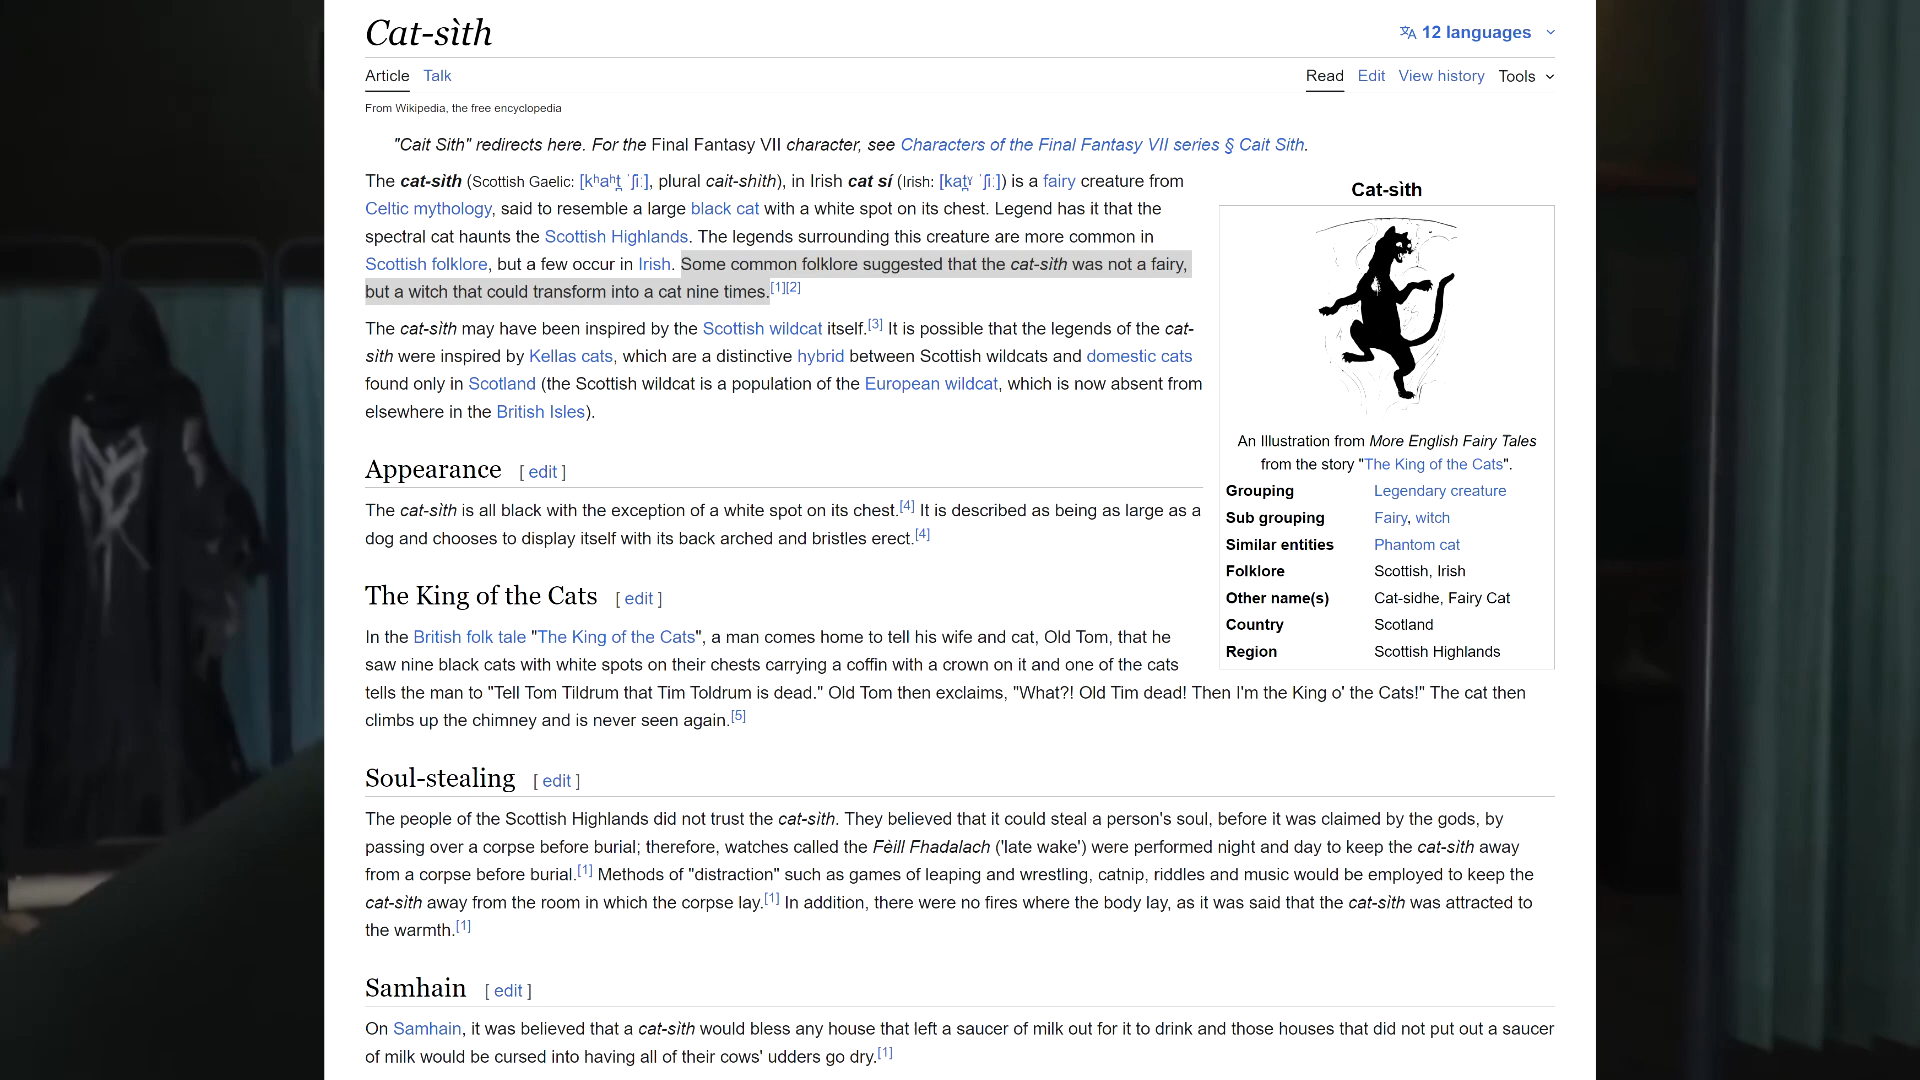 Cat-sìth
12 languages
Article Talk
Read Edit View history Tools
From Wikipedia, the free encyclopedia
"Cait Sith" redirects here. For the Final Fantasy VII character, see Characters of the Final Fantasy VII series § Cait Sith.
The cat-sìth (Scottish Gaelic: [kʰaʰt̪ ˈʃiː], plural cait-shìth), in Irish cat sí (Irish: [kat̪ˠ ˈʃiː]) is a fairy creature from
Celtic mythology, said to resemble a large black cat with a white spot on its chest. Legend has it that the
spectral cat haunts the Scottish Highlands. The legends surrounding this creature are more common in
Scottish folklore, but a few occur in Irish. Some common folklore suggested that the cat-sìth was not a fairy,
but a witch that could transform into a cat nine times.[1][2]
The cat-sìth may have been inspired by the Scottish wildcat itself.[3] It is possible that the legends of the cat-
sìth were inspired by Kellas cats, which are a distinctive hybrid between Scottish wildcats and domestic cats
found only in Scotland (the Scottish wildcat is a population of the European wildcat, which is now absent from
elsewhere in the British Isles).
Cat-sìth
An Illustration from More English Fairy Tales
from the story "The King of the Cats".
Grouping Legendary creature
Sub grouping Fairy, witch
Similar entities Phantom cat
Folklore Scottish, Irish
Other name(s) Cat-sidhe, Fairy Cat
Country Scotland
Region Scottish Highlands
Appearance [ edit ]
The cat-sìth is all black with the exception of a white spot on its chest.[4] It is described as being as large as a
dog and chooses to display itself with its back arched and bristles erect.[4]
The King of the Cats [ edit ]
In the British folk tale "The King of the Cats", a man comes home to tell his wife and cat, Old Tom, that he
saw nine black cats with white spots on their chests carrying a coffin with a crown on it and one of the cats
tells the man to "Tell Tom Tildrum that Tim Toldrum is dead." Old Tom then exclaims, "What?! Old Tim dead! Then I'm the King o' the Cats!" The cat then
climbs up the chimney and is never seen again.[5]
Soul-stealing [ edit ]
The people of the Scottish Highlands did not trust the cat-sìth. They believed that it could steal a person's soul, before it was claimed by the gods, by
passing over a corpse before burial; therefore, watches called the Fèill Fhadalach ('late wake') were performed night and day to keep the cat-sìth away
from a corpse before burial.[1] Methods of "distraction" such as games of leaping and wrestling, catnip, riddles and music would be employed to keep the
cat-sìth away from the room in which the corpse lay.[1] In addition, there were no fires where the body lay, as it was said that the cat-sìth was attracted to
the warmth.[1]
Samhain [ edit ]
On Samhain, it was believed that a cat-sìth would bless any house that left a saucer of milk out for it to drink and those houses that did not put out a saucer
of milk would be cursed into having all of their cows' udders go dry.[1]